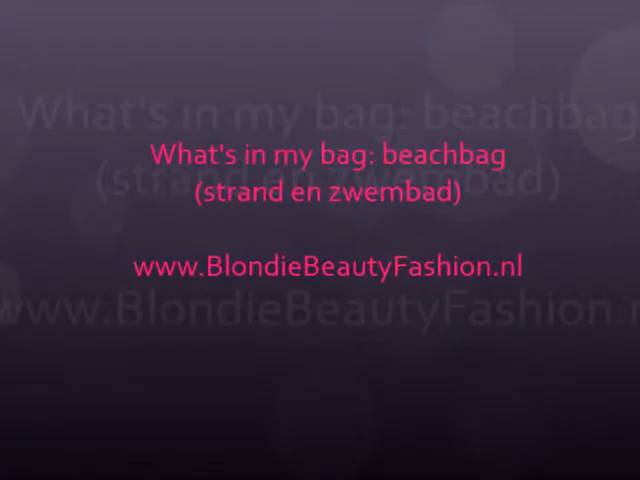 What's in my bag: beachbag
(strand en zwembad)
www.BlondieBeautyFashion.nl